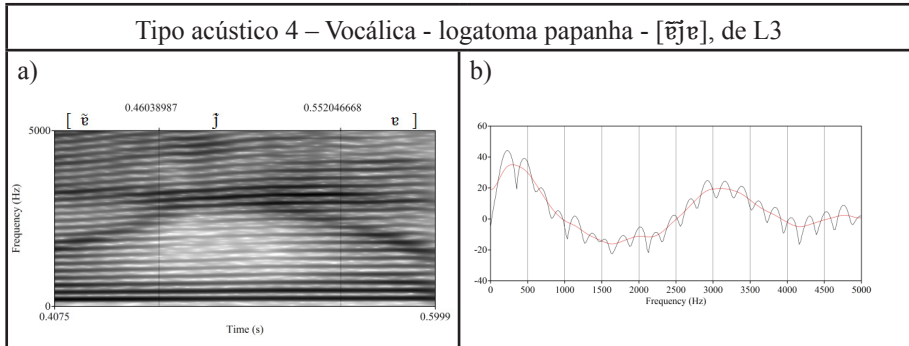 Tipo acústico 4 – Vocálica - logatoma papanha - [ɐ̃j̃ɐ], de L3
a)
b)
0.46038987 0.552046668
[ ɐ̃ j̃ ɐ ]
5000
Frequency (Hz)
0
0.4075 0.5999
Time (s)
60
40
20
0
-20
-40
0 500 1000 1500 2000 2500 3000 3500 4000 4500 5000
Frequency (Hz)